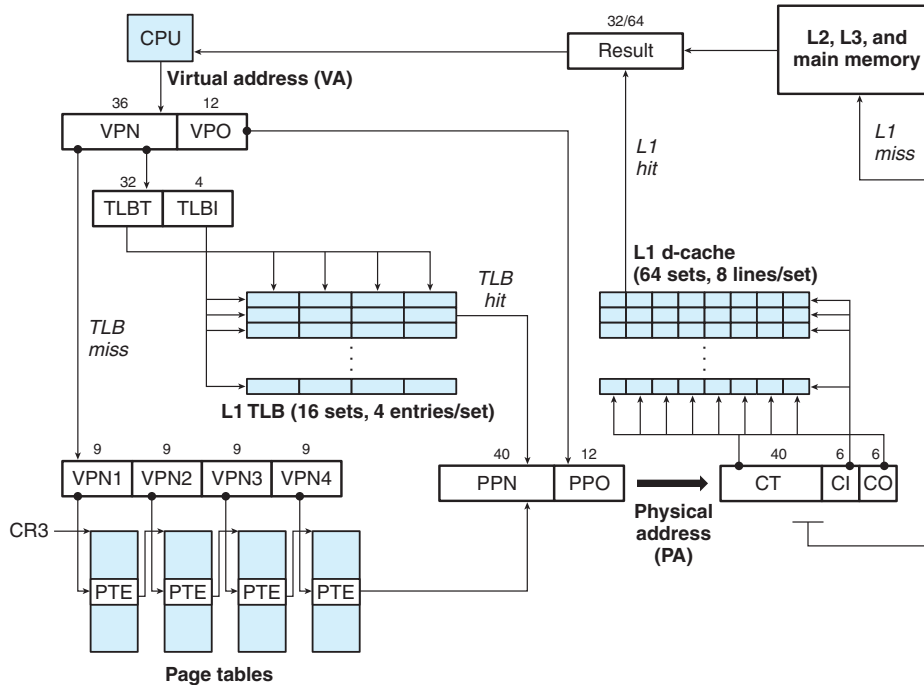 32/64
CPU
Result
L2, L3, and
main memory
Virtual address (VA)
36
12
VPN
VPO
L1
hit
L1
miss
32
4
TLBT
TLBI
TLB
hit
L1 d-cache
(64 sets, 8 lines/set)
TLB
miss
L1 TLB (16 sets, 4 entries/set)
9
9
9
9
VPN1
VPN2
VPN3
VPN4
40
12
PPN
PPO
Physical
address
(PA)
40
6
6
CT
CI
CO
CR3
PTE
PTE
PTE
PTE
Page tables